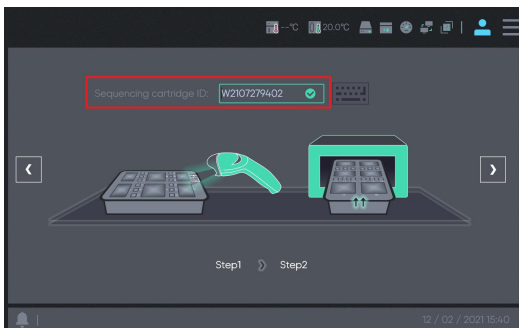 --°C 20.0°C
Sequencing cartridge ID: W2107279402
Step1 Step2
12 / 02 / 2021 15:40